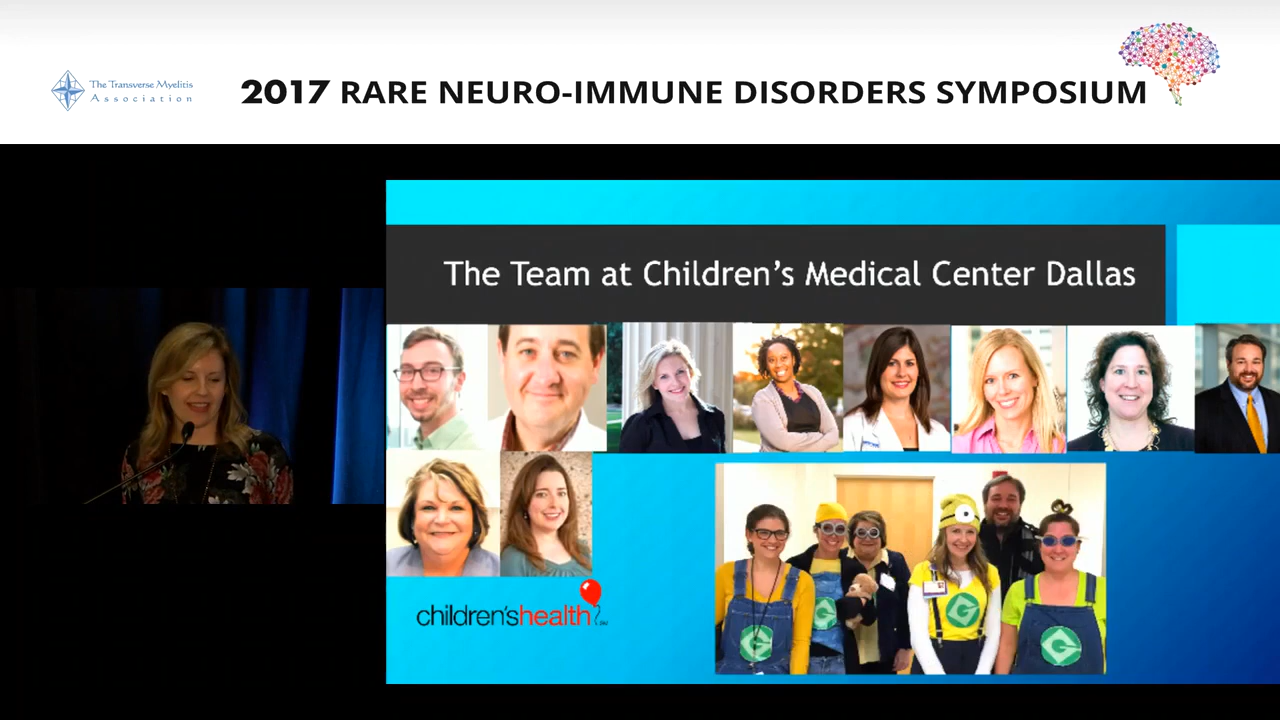 The Transverse Myelitis
Association
2017 RARE NEURO-IMMUNE DISORDERS SYMPOSIUM
The Team at Children's Medical Center Dallas
children'shealth
G
G
G
G